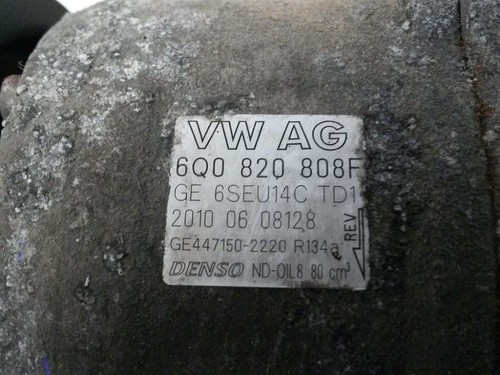 VW AG
6Q0 820 808F
GE 6SEU14C TD1
2010 06 08128
GE447150-2220 R134a
REV
DENSO ND-OIL8 80 cm³